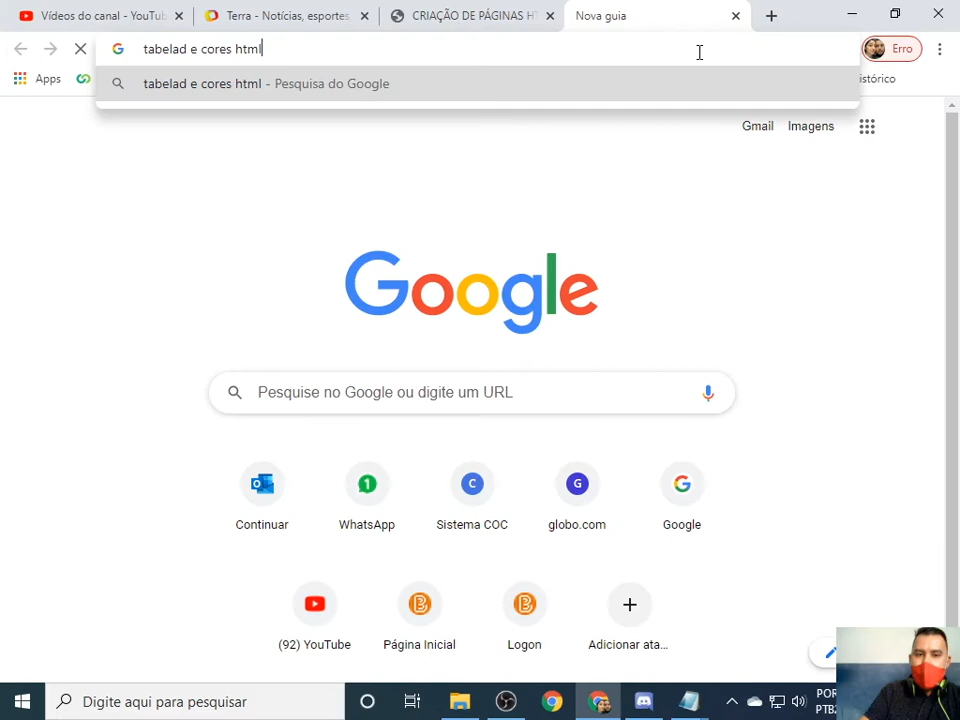 Vídeos do canal - YouTub
Terra - Notícias, esportes,
CRIAÇÃO DE PÁGINAS HT
Nova guia
tabelad e cores html
Erro
Apps
istórico
tabelad e cores html - Pesquisa do Google
Gmail
Imagens
Google
Pesquise no Google ou digite um URL
Continuar
WhatsApp
Sistema COC
globo.com
Google
(92) YouTube
Página Inicial
Logon
Adicionar ata...
Digite aqui para pesquisar
POR
PTB2